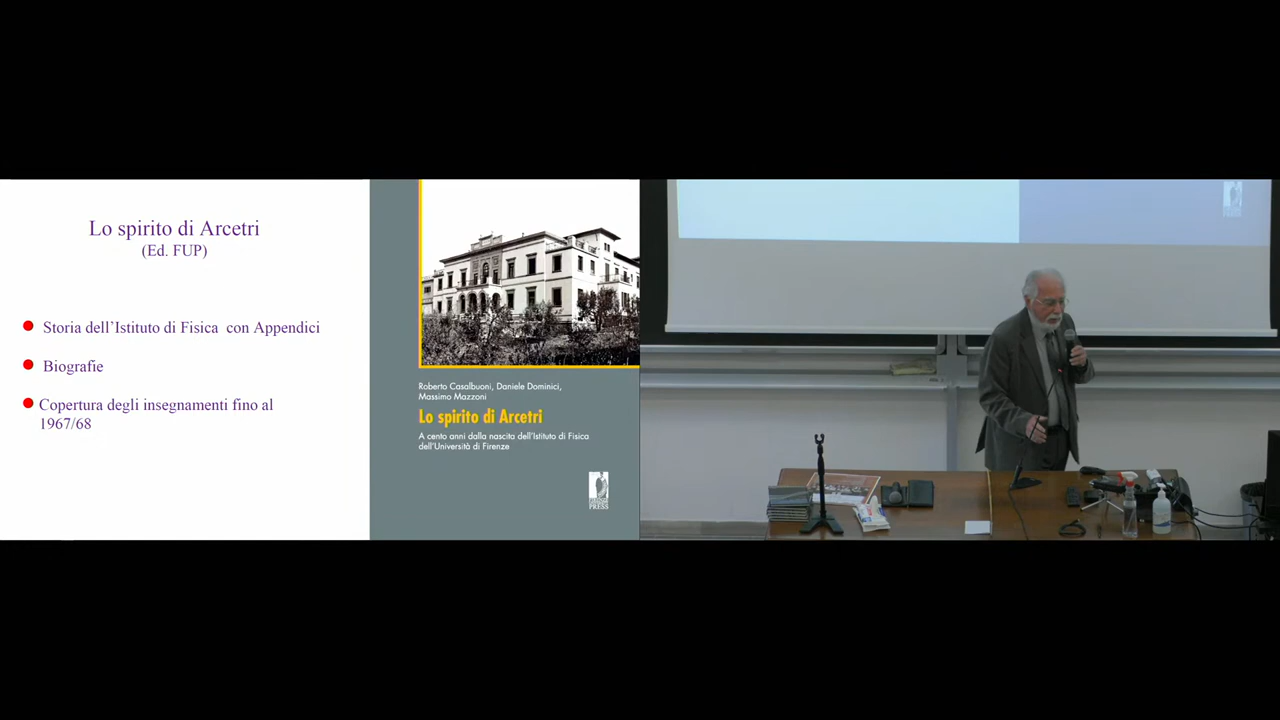 Lo spirito di Arcetri
(Ed. FUP)
Storia dell'Istituto di Fisica con Appendici
Biografie
Copertura degli insegnamenti fino al
1967/68
Roberto Casalbuoni, Daniele Dominici,
Massimo Mazzoni
Lo spirito di Arcetri
A cento anni dalla nascita dell'Istituto di Fisica
dell'Università di Firenze
PRESS